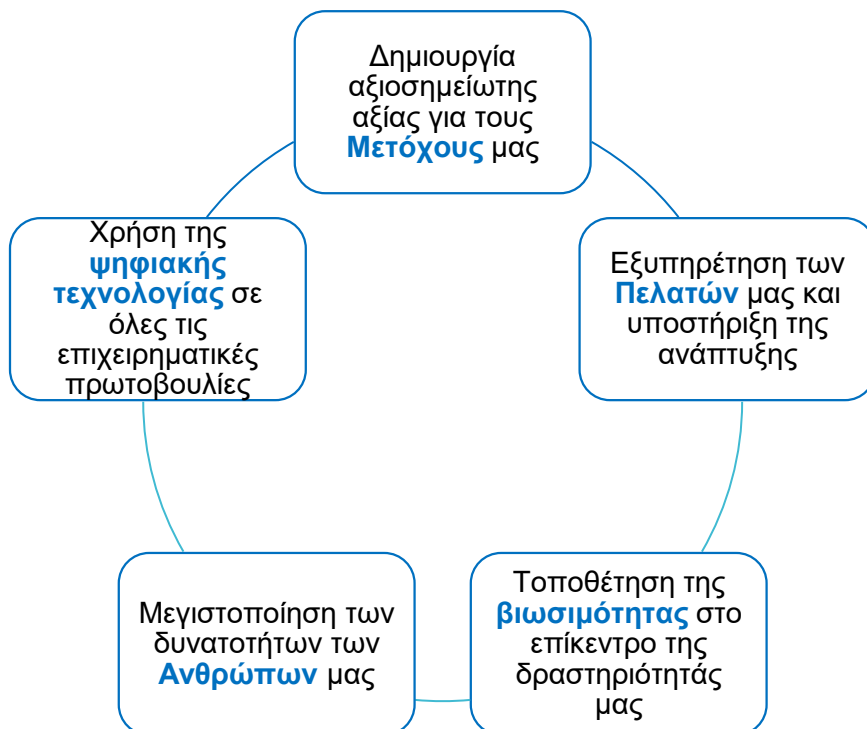 Δημιουργία
αξιοσημείωτης
αξίας για τους
Μετόχους μας
Χρήση της
ψηφιακής
τεχνολογίας σε
όλες τις
επιχειρηματικές
πρωτοβουλίες
Εξυπηρέτηση των
Πελατών μας και
υποστήριξη της
ανάπτυξης
Μεγιστοποίηση των
δυνατοτήτων των
Ανθρώπων μας
Τοποθέτηση της
βιωσιμότητας στο
επίκεντρο της
δραστηριότητάς
μας